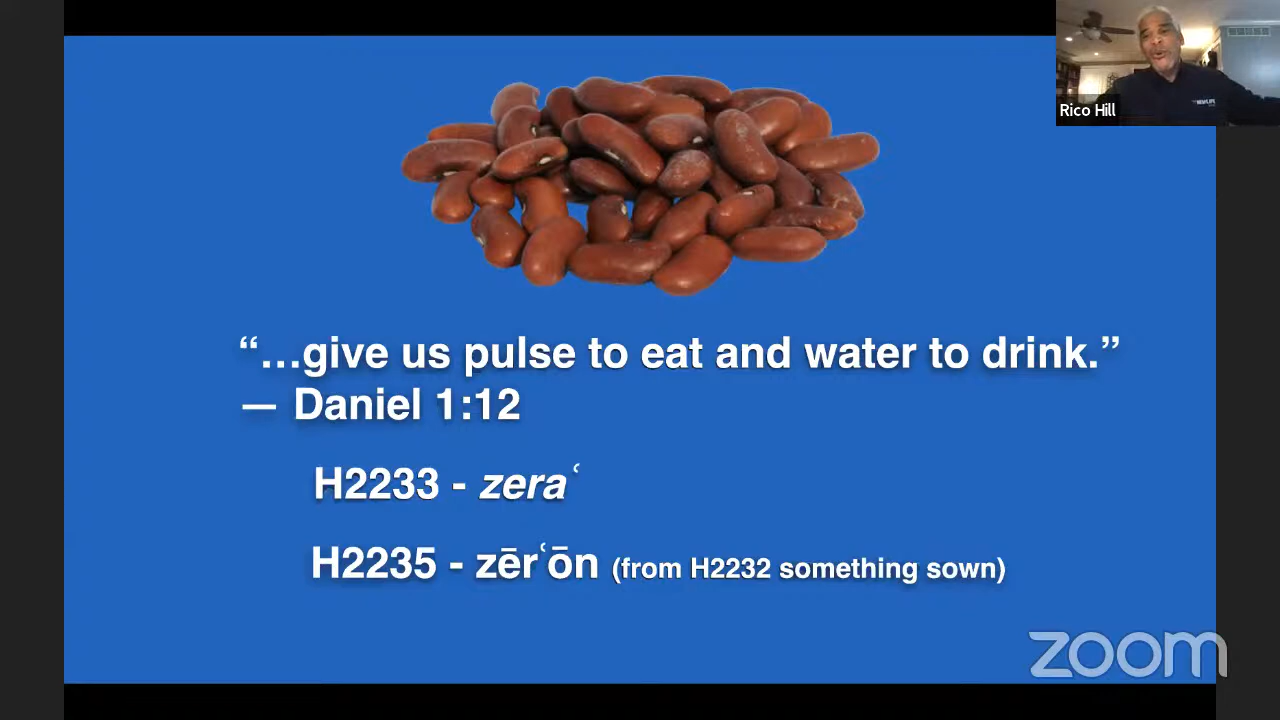 Rico Hill
“…give us pulse to eat and water to drink.”
— Daniel 1:12
H2233 - zeraʿ
H2235 - zērʿōn (from H2232 something sown)
zoom